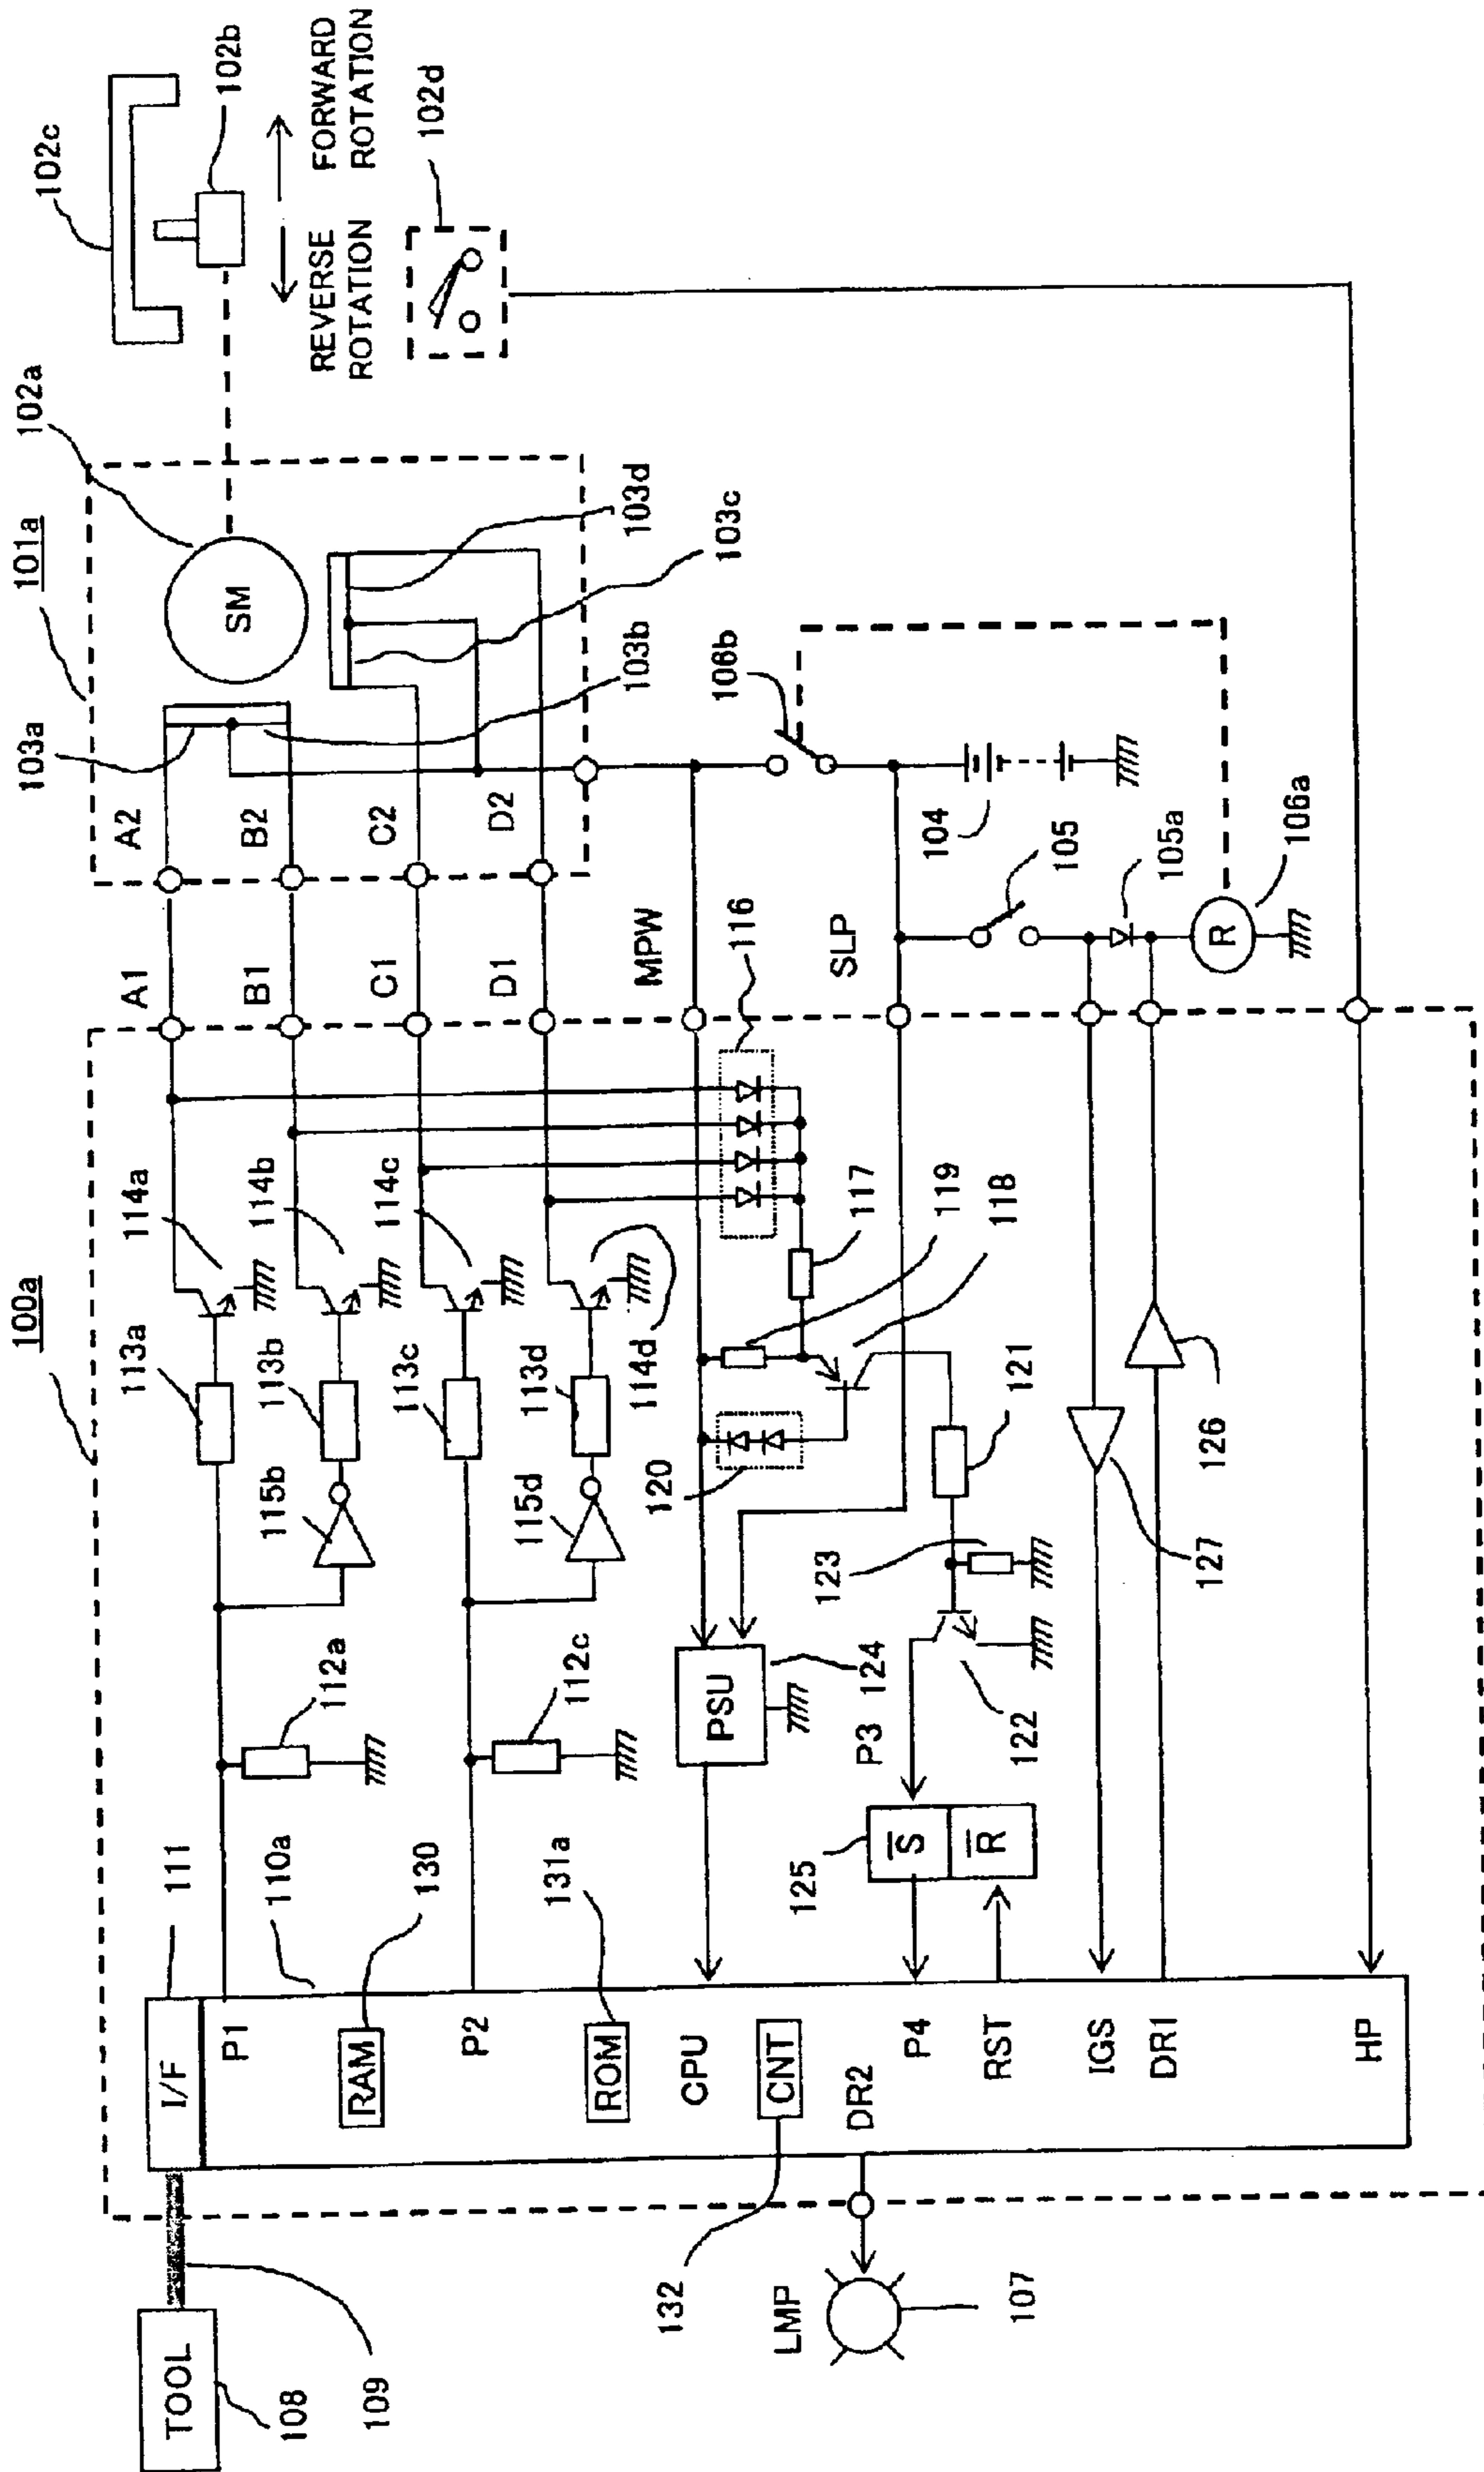 100a
101a
102a
102c
102b
REVERSE
ROTATION
FORWARD
ROTATION
102d
TOOL
108
109
I/F
111
110a
P1
RAM
130
P2
ROM
131a
CPU
CNT
132
DR2
P4
RST
IGS
DR1
HP
LMP
107
112a
112c
113a
113b
113c
113d
114a
114b
114c
114d
115b
115d
A1
B1
C1
D1
A2
B2
C2
D2
SM
103a
103b
103c
103d
MPW
SLP
116
117
119
118
120
121
123
122
P3
PSU
124
125
S
R
126
127
106b
104
105
105a
R
106a